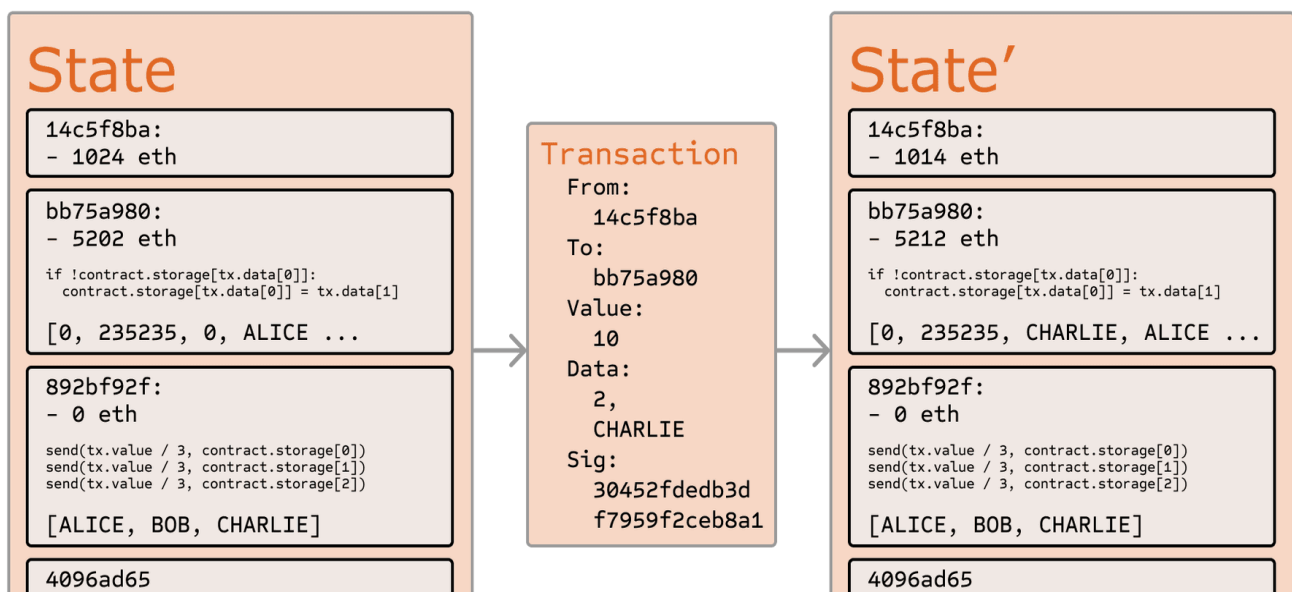 State
14c5f8ba:
- 1024 eth
bb75a980:
- 5202 eth
if !contract.storage[tx.data[0]]:
contract.storage[tx.data[0]] = tx.data[1]
[0, 235235, 0, ALICE ...
892bf92f:
- 0 eth
send(tx.value / 3, contract.storage[0])
send(tx.value / 3, contract.storage[1])
send(tx.value / 3, contract.storage[2])
[ALICE, BOB, CHARLIE]
4096ad65
Transaction
From:
14c5f8ba
To:
bb75a980
Value:
10
Data:
2,
CHARLIE
Sig:
30452fdedb3d
f7959f2ceb8a1
State′
14c5f8ba:
- 1014 eth
bb75a980:
- 5212 eth
if !contract.storage[tx.data[0]]:
contract.storage[tx.data[0]] = tx.data[1]
[0, 235235, CHARLIE, ALICE ...
892bf92f:
- 0 eth
send(tx.value / 3, contract.storage[0])
send(tx.value / 3, contract.storage[1])
send(tx.value / 3, contract.storage[2])
[ALICE, BOB, CHARLIE]
4096ad65